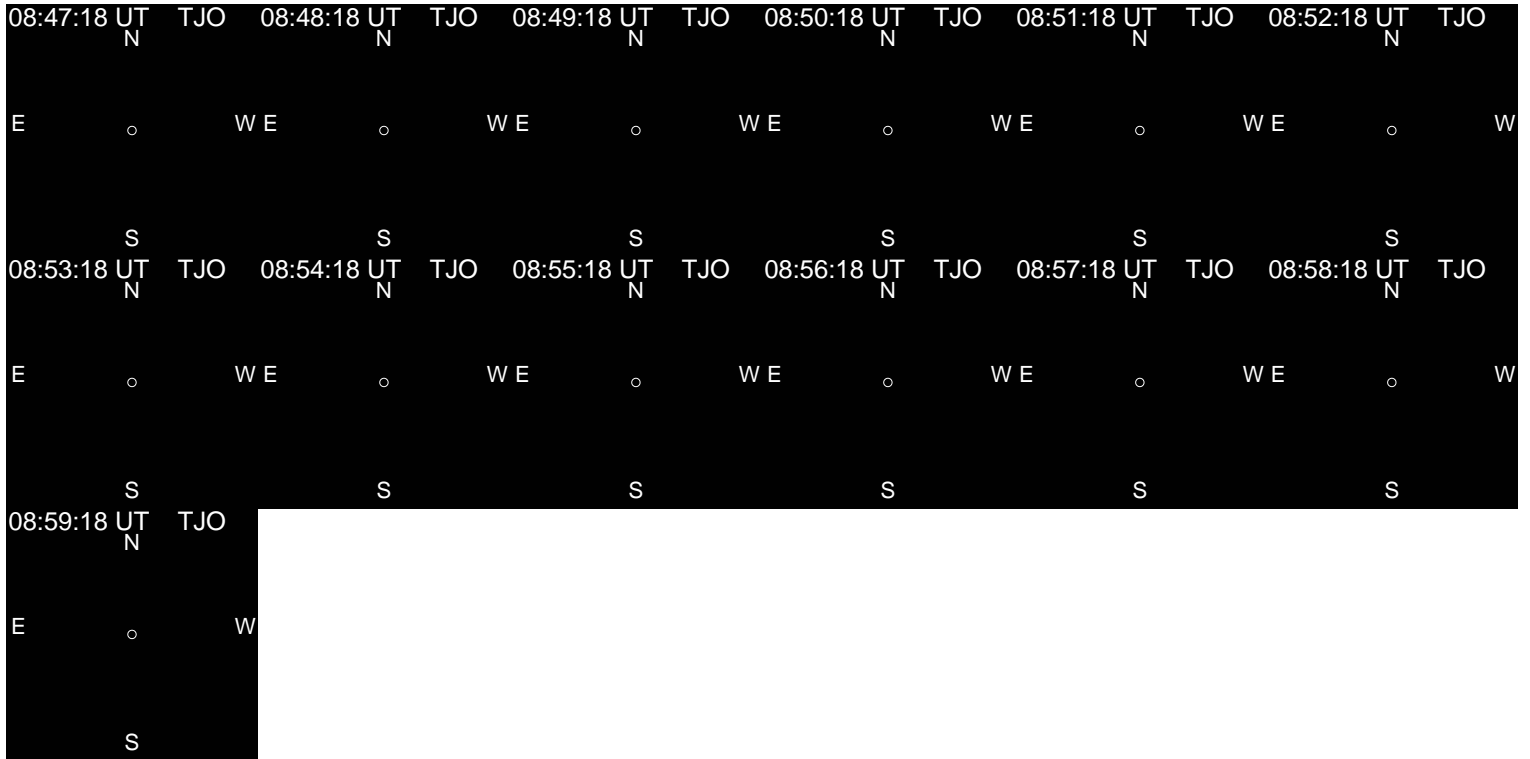 08:47:18 UT TJO 08:48:18 UT TJO 08:49:18 UT TJO 08:50:18 UT TJO 08:51:18 UT TJO 08:52:18 UT TJO
N N N N N N
E W E W E W E W E W E W
S S S S S S
08:53:18 UT TJO 08:54:18 UT TJO 08:55:18 UT TJO 08:56:18 UT TJO 08:57:18 UT TJO 08:58:18 UT TJO
N N N N N N
E W E W E W E W E W E W
S S S S S S
08:59:18 UT TJO
N
E W
S